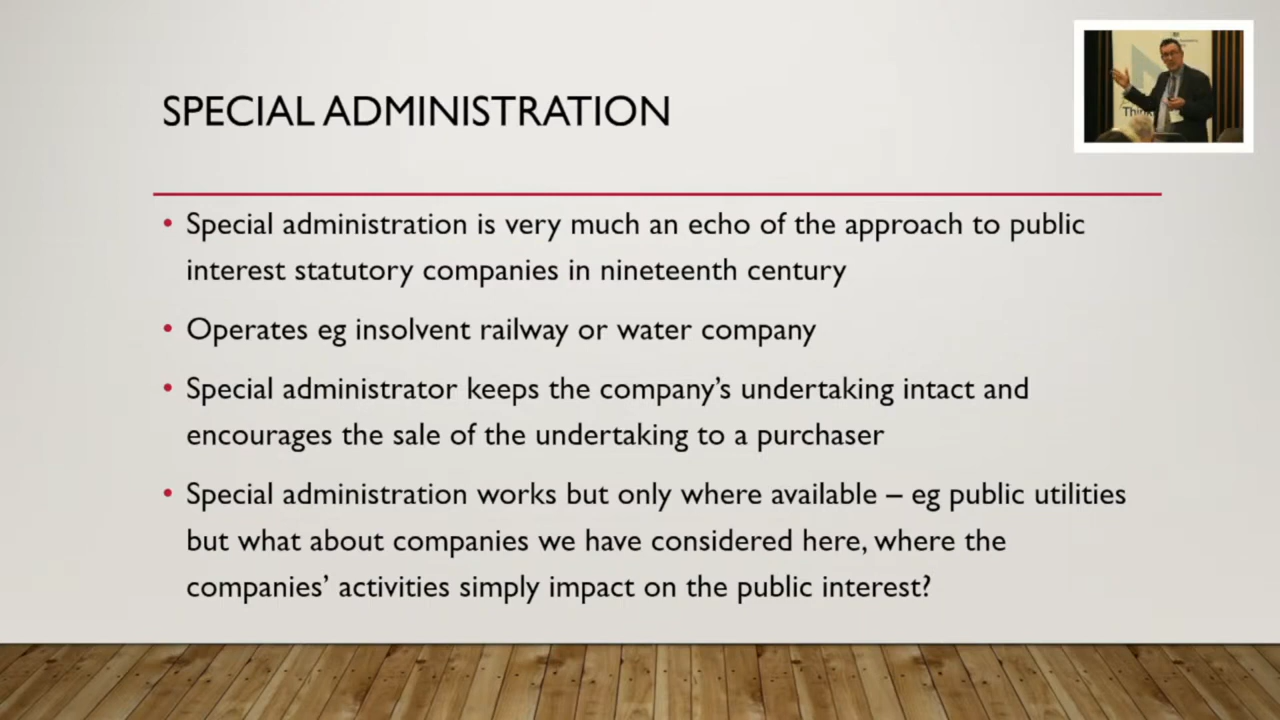 SPECIAL ADMINISTRATION
• Special administration is very much an echo of the approach to public
interest statutory companies in nineteenth century
• Operates eg insolvent railway or water company
• Special administrator keeps the company’s undertaking intact and
encourages the sale of the undertaking to a purchaser
• Special administration works but only where available – eg public utilities
but what about companies we have considered here, where the
companies’ activities simply impact on the public interest?